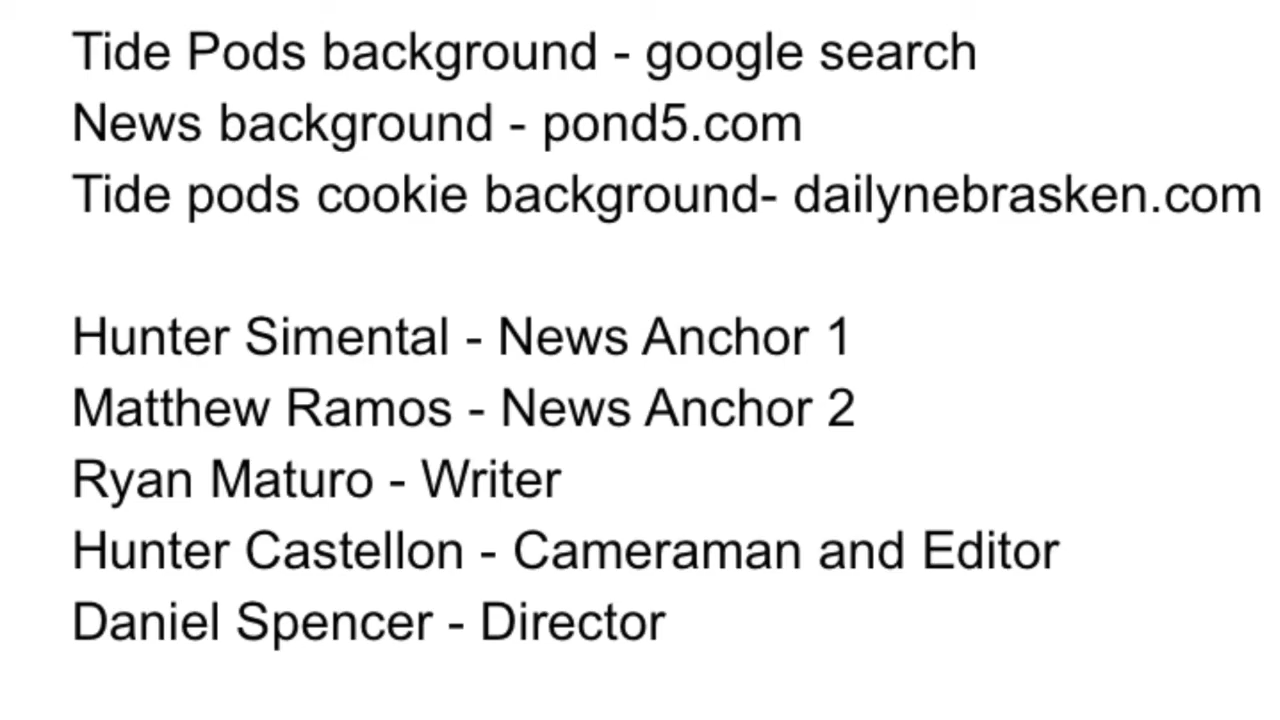 Tide Pods background - google search
News background - pond5.com
Tide pods cookie background- dailynebrasken.com
Hunter Simental - News Anchor 1
Matthew Ramos - News Anchor 2
Ryan Maturo - Writer
Hunter Castellon - Cameraman and Editor
Daniel Spencer - Director